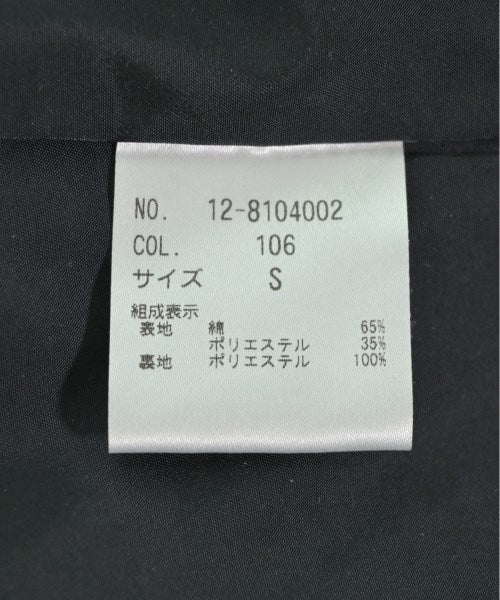 NO. 12-8104002
COL. 106
サイズ S
組成表示
表地 綿 65%
ポリエステル 35%
裏地 ポリエステル 100%